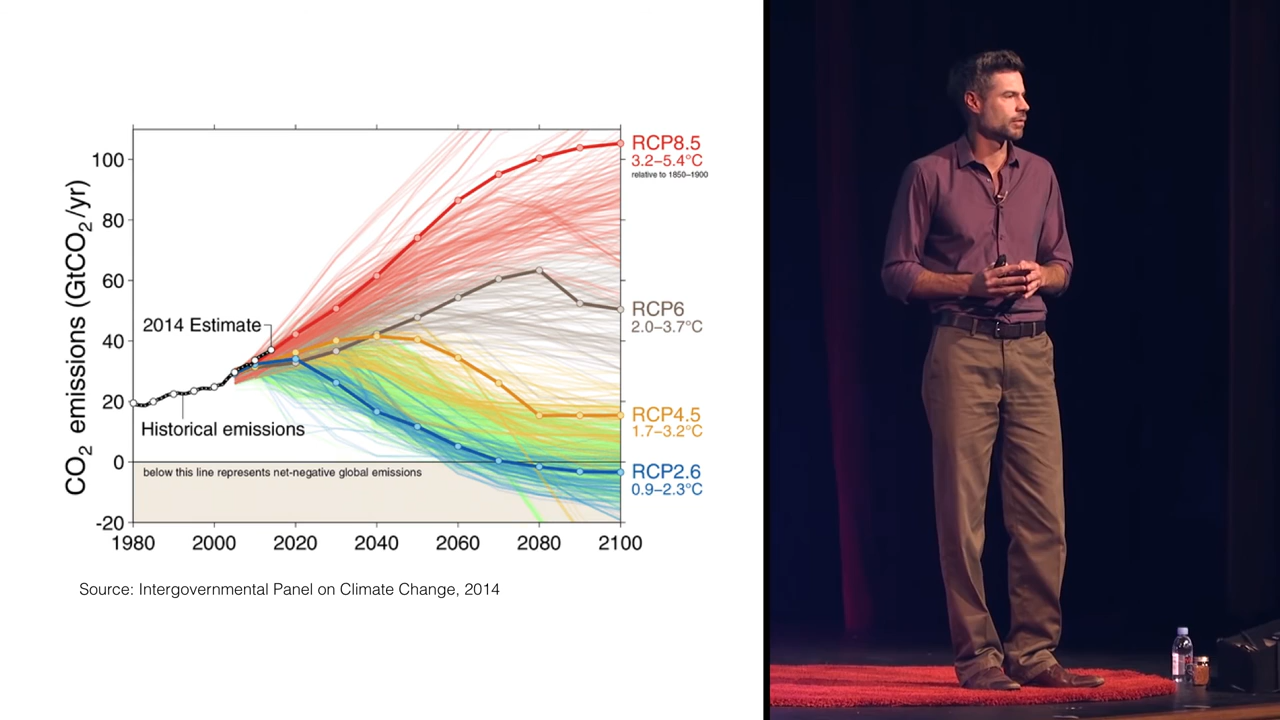 CO2 emissions (GtCO2/yr)
100
80
60
40
20
0
-20
1980 2000 2020 2040 2060 2080 2100
2014 Estimate
Historical emissions
below this line represents net-negative global emissions
RCP8.5
3.2–5.4°C
relative to 1850–1900
RCP6
2.0–3.7°C
RCP4.5
1.7–3.2°C
RCP2.6
0.9–2.3°C
Source: Intergovernmental Panel on Climate Change, 2014